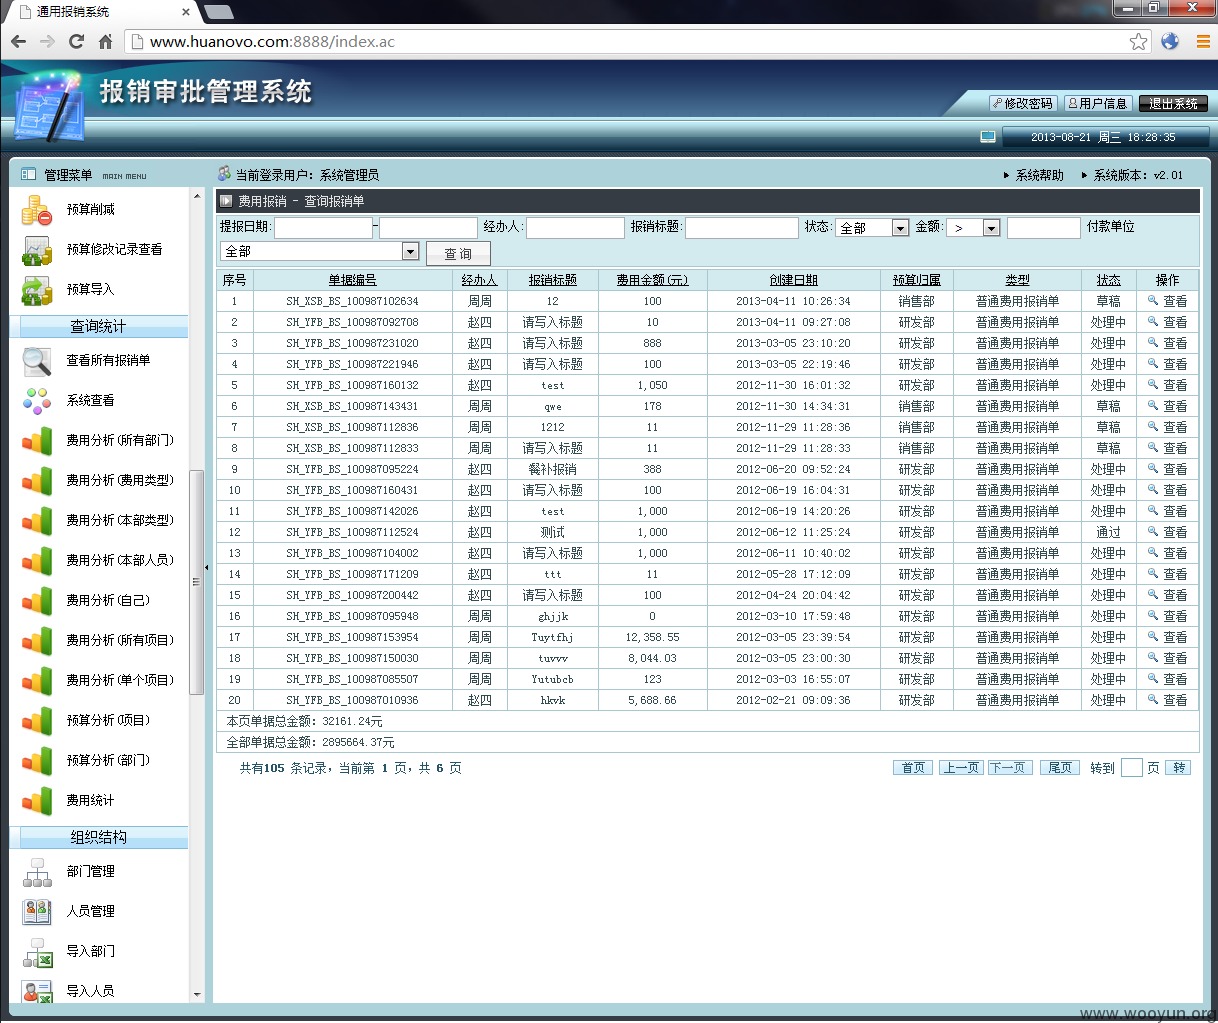 通用报销系统
www.huanovo.com:8888/index.ac
报销审批管理系统
修改密码 用户信息 退出系统
2013-08-21 周三 18:28:35
管理菜单 MAIN MENU
当前登录用户: 系统管理员 系统帮助 系统版本: v2.01
预算削减
预算修改记录查看
预算导入
查询统计
查看所有报销单
系统查看
费用分析(所有部门)
费用分析(费用类型)
费用分析(本部类型)
费用分析(本部人员)
费用分析(自己)
费用分析(所有项目)
费用分析(单个项目)
预算分析(项目)
预算分析(部门)
费用统计
组织结构
部门管理
人员管理
导入部门
导入人员
费用报销 - 查询报销单
提报日期: - 经办人: 报销标题: 状态: 全部 金额: > 付款单位
全部 查 询
序号 单据编号 经办人 报销标题 费用金额(元) 创建日期 预算归属 类型 状态 操作
1 SH_XSB_BS_100987102634 周周 12 100 2013-04-11 10:26:34 销售部 普通费用报销单 草稿 查看
2 SH_YFB_BS_100987092708 赵四 请写入标题 10 2013-04-11 09:27:08 研发部 普通费用报销单 处理中 查看
3 SH_YFB_BS_100987231020 赵四 请写入标题 888 2013-03-05 23:10:20 研发部 普通费用报销单 处理中 查看
4 SH_YFB_BS_100987221946 赵四 请写入标题 100 2013-03-05 22:19:46 研发部 普通费用报销单 处理中 查看
5 SH_YFB_BS_100987160132 赵四 test 1,050 2012-11-30 16:01:32 研发部 普通费用报销单 处理中 查看
6 SH_XSB_BS_100987143431 周周 qwe 178 2012-11-30 14:34:31 销售部 普通费用报销单 草稿 查看
7 SH_XSB_BS_100987112836 周周 1212 11 2012-11-29 11:28:36 销售部 普通费用报销单 草稿 查看
8 SH_XSB_BS_100987112833 周周 请写入标题 11 2012-11-29 11:28:33 销售部 普通费用报销单 草稿 查看
9 SH_YFB_BS_100987095224 赵四 餐补报销 388 2012-06-20 09:52:24 研发部 普通费用报销单 处理中 查看
10 SH_YFB_BS_100987160431 赵四 请写入标题 100 2012-06-19 16:04:31 研发部 普通费用报销单 处理中 查看
11 SH_YFB_BS_100987142026 赵四 test 1,000 2012-06-19 14:20:26 研发部 普通费用报销单 处理中 查看
12 SH_YFB_BS_100987112524 赵四 测试 1,000 2012-06-12 11:25:24 研发部 普通费用报销单 通过 查看
13 SH_YFB_BS_100987104002 赵四 请写入标题 1,000 2012-06-11 10:40:02 研发部 普通费用报销单 处理中 查看
14 SH_YFB_BS_100987171209 赵四 ttt 11 2012-05-28 17:12:09 研发部 普通费用报销单 处理中 查看
15 SH_YFB_BS_100987200442 赵四 请写入标题 100 2012-04-24 20:04:42 研发部 普通费用报销单 处理中 查看
16 SH_YFB_BS_100987095948 周周 ghjjk 0 2012-03-10 17:59:48 研发部 普通费用报销单 处理中 查看
17 SH_YFB_BS_100987153954 周周 Tuytfhj 12,358.55 2012-03-05 23:39:54 研发部 普通费用报销单 处理中 查看
18 SH_YFB_BS_100987150030 周周 tuvvv 8,044.03 2012-03-05 23:00:30 研发部 普通费用报销单 处理中 查看
19 SH_YFB_BS_100987085507 周周 Yutubcb 123 2012-03-03 16:55:07 研发部 普通费用报销单 处理中 查看
20 SH_YFB_BS_100987010936 赵四 hkvk 5,688.66 2012-02-21 09:09:36 研发部 普通费用报销单 处理中 查看
本页单据总金额: 32161.24元
全部单据总金额: 2895664.37元
共有105 条记录，当前第 1 页，共 6 页 首页 上一页 下一页 尾页 转到 页 转
www.wooyun.org